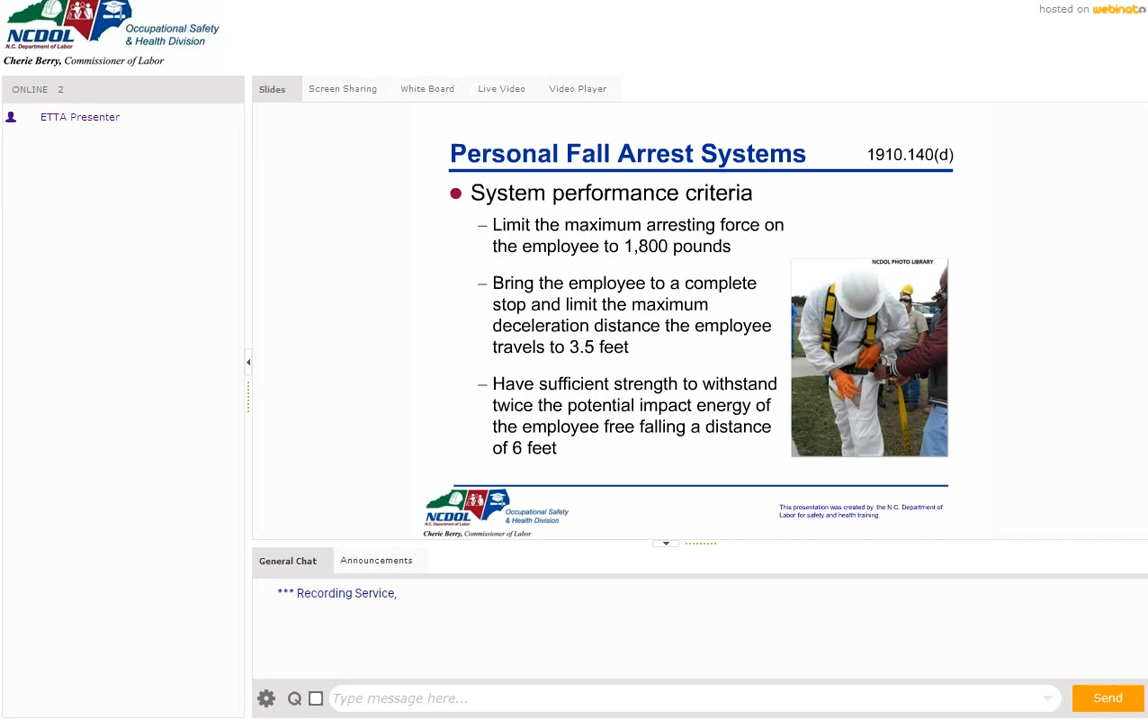 hosted on webinato
NCDOL
N.C. Department of Labor
Occupational Safety
& Health Division
Cherie Berry, Commissioner of Labor
ONLINE 2
ETTA Presenter
Slides Screen Sharing White Board Live Video Video Player
Personal Fall Arrest Systems 1910.140(d)
System performance criteria
– Limit the maximum arresting force on
the employee to 1,800 pounds
– Bring the employee to a complete
stop and limit the maximum
deceleration distance the employee
travels to 3.5 feet
– Have sufficient strength to withstand
twice the potential impact energy of
the employee free falling a distance
of 6 feet
NCDOL PHOTO LIBRARY
NCDOL
N.C. Department of Labor
Occupational Safety
& Health Division
Cherie Berry, Commissioner of Labor
This presentation was created by the N.C. Department of
Labor for safety and health training.
General Chat Announcements
*** Recording Service,
Q Type message here... Send